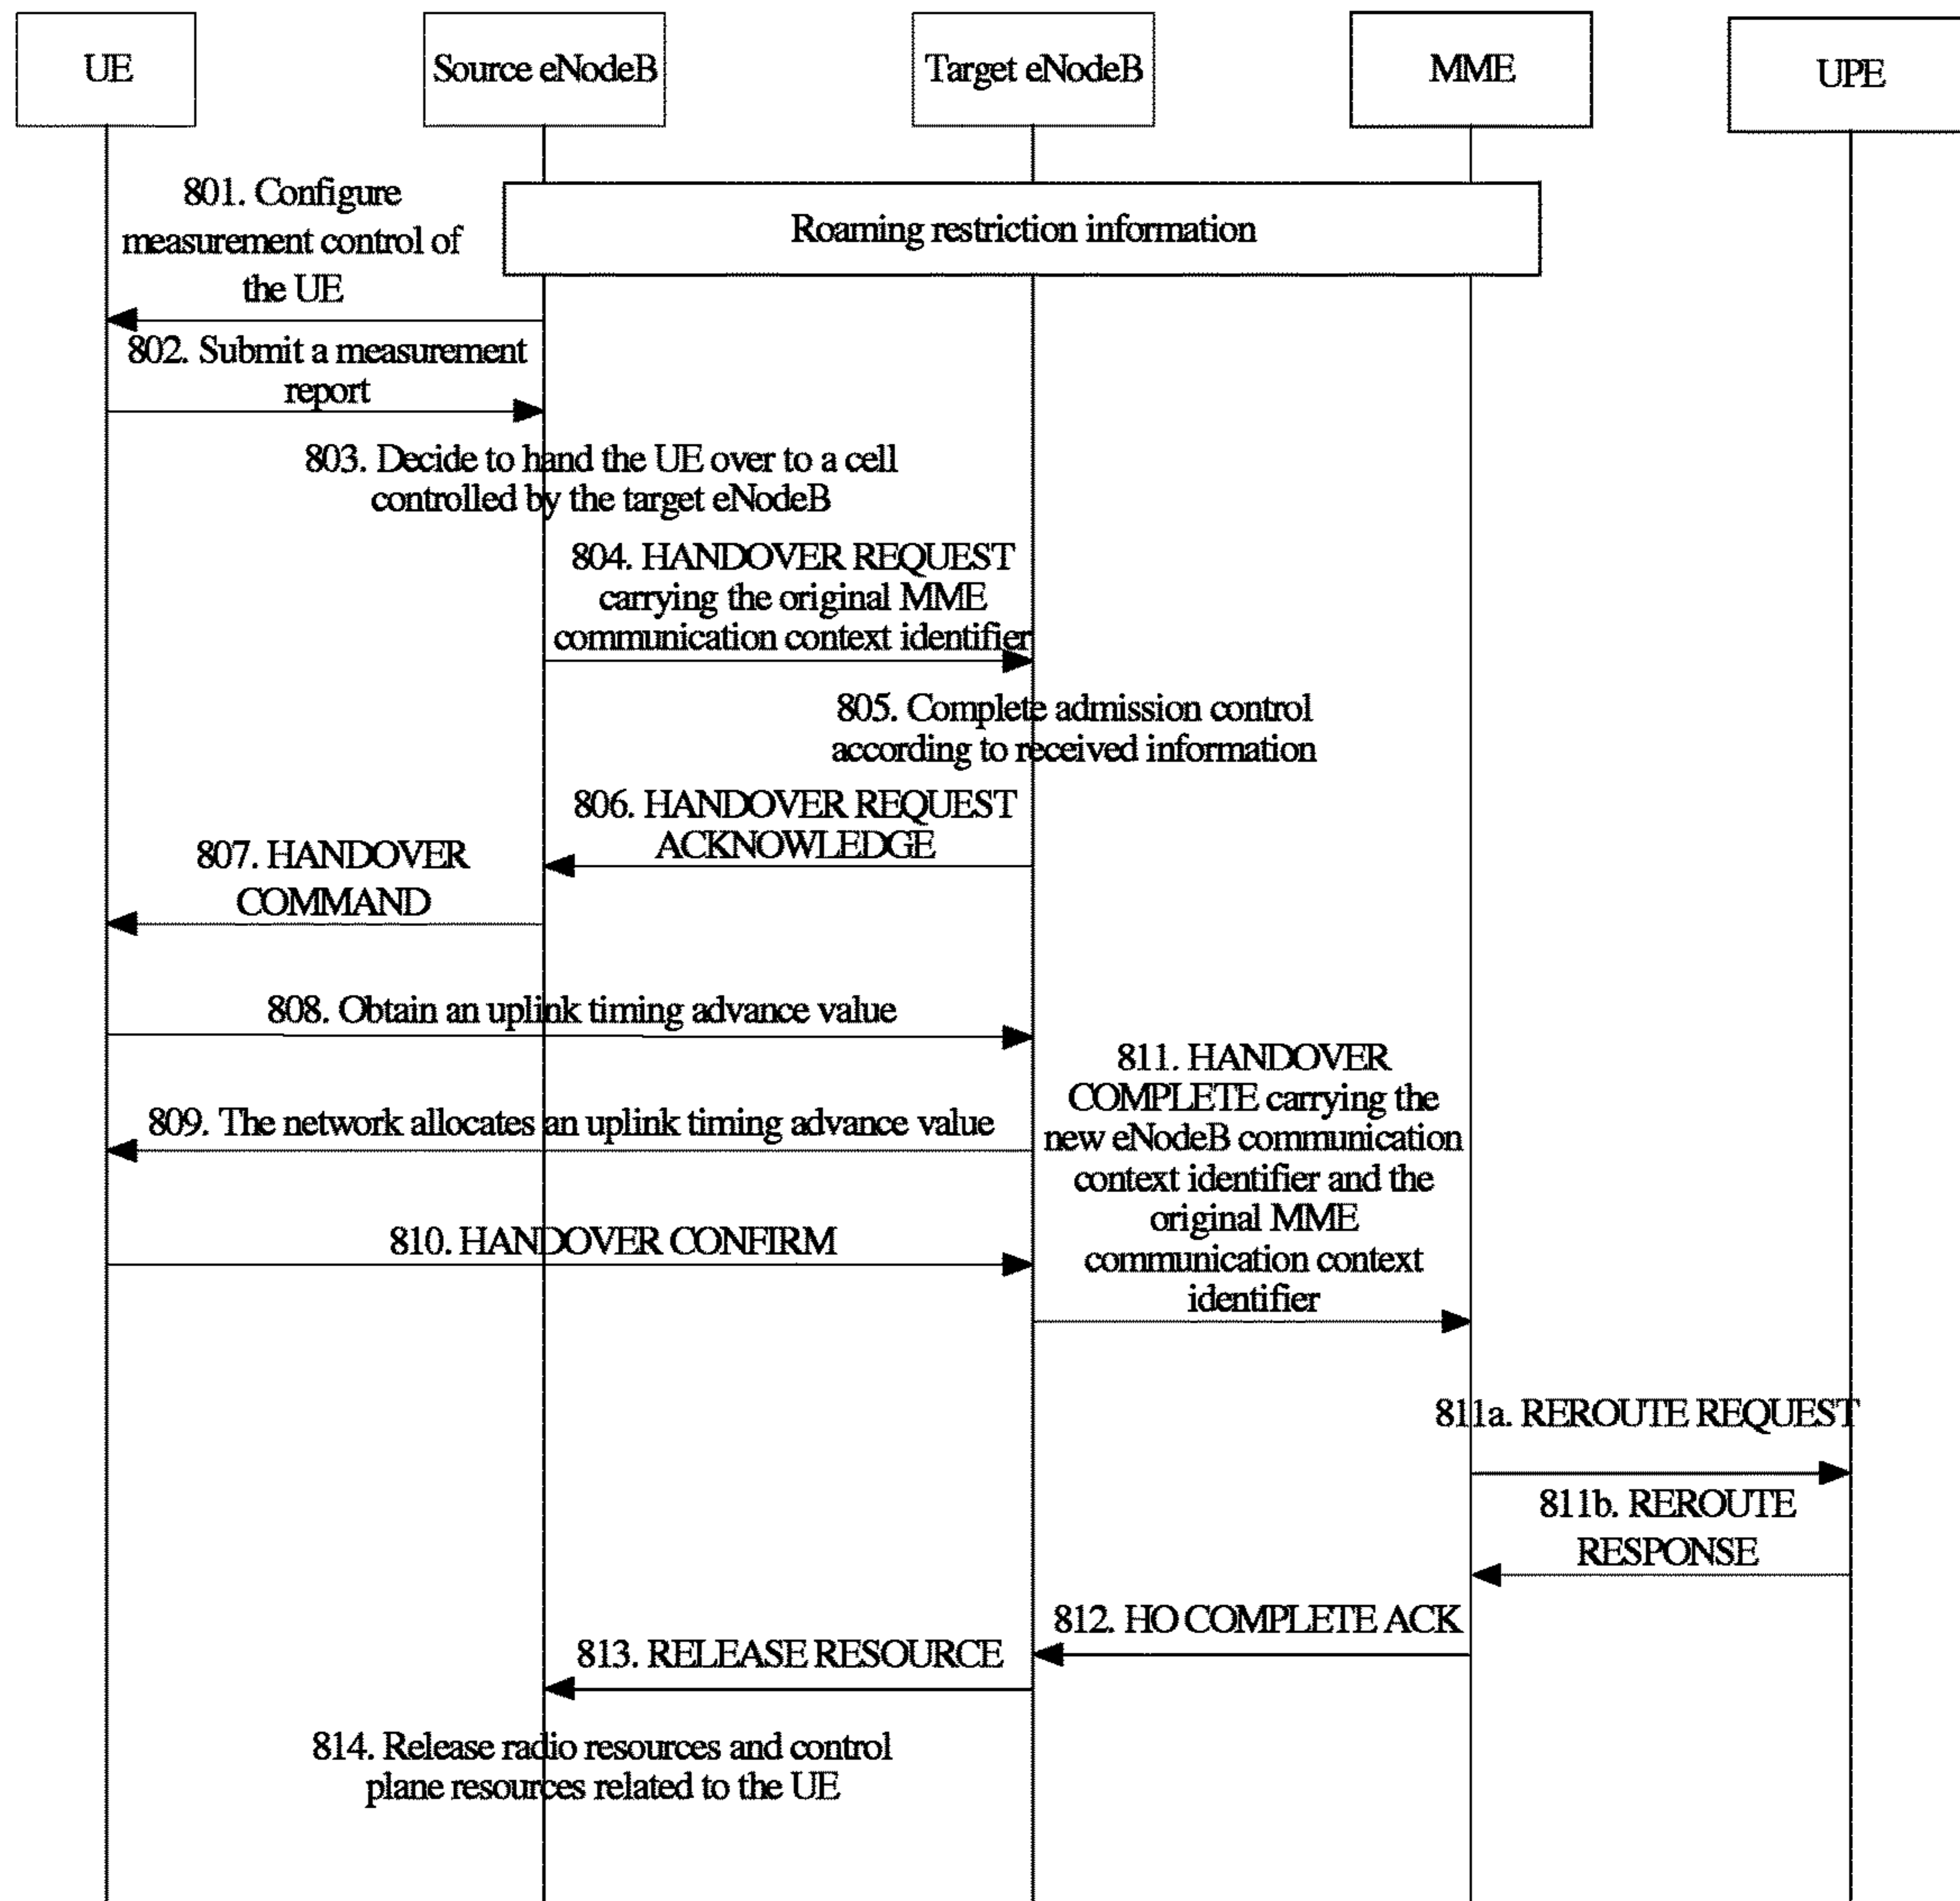 UE
Source eNodeB
Target eNodeB
MME
UPE
801. Configure
measurement control of
the UE
Roaming restriction information
802. Submit a measurement
report
803. Decide to hand the UE over to a cell
controlled by the target eNodeB
804. HANDOVER REQUEST
carrying the original MME
communication context identifier
805. Complete admission control
according to received information
806. HANDOVER REQUEST
ACKNOWLEDGE
807. HANDOVER
COMMAND
808. Obtain an uplink timing advance value
809. The network allocates an uplink timing advance value
810. HANDOVER CONFIRM
811. HANDOVER
COMPLETE carrying the
new eNodeB communication
context identifier and the
original MME
communication context
identifier
811a. REROUTE REQUEST
811b. REROUTE
RESPONSE
812. HO COMPLETE ACK
813. RELEASE RESOURCE
814. Release radio resources and control
plane resources related to the UE